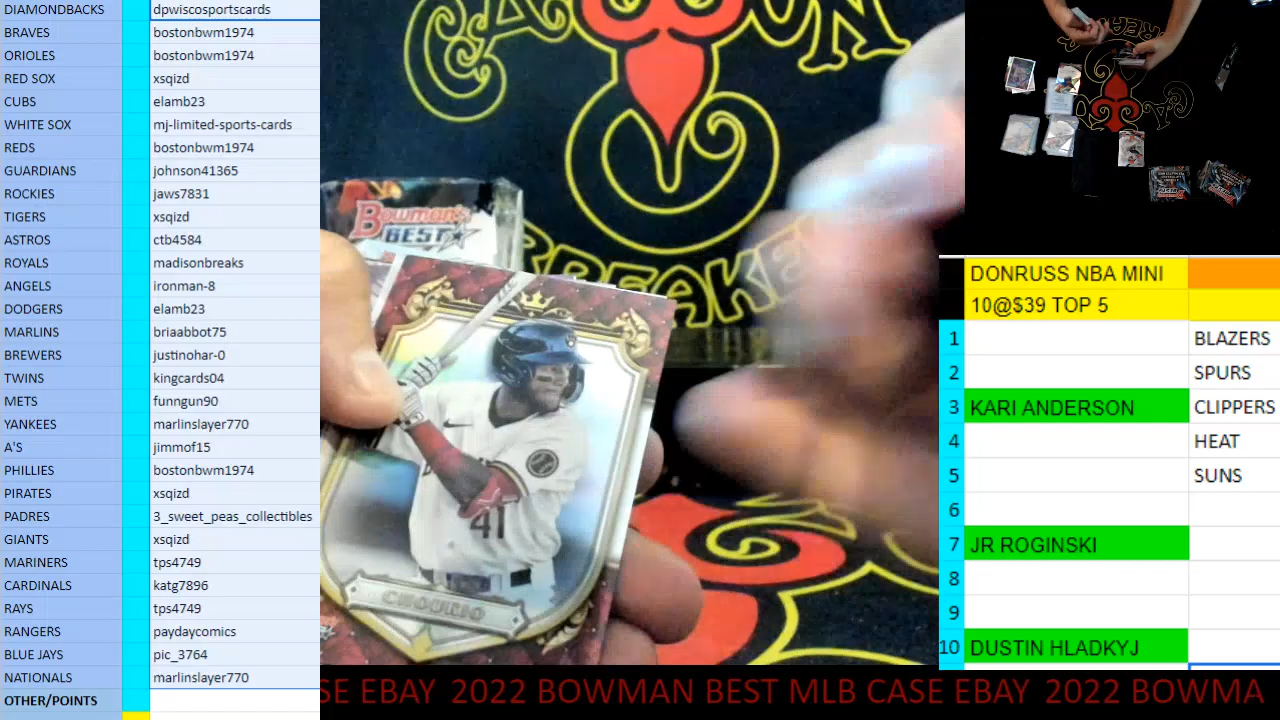 DIAMONDBACKS dpwiscosportscards
BRAVES bostonbwm1974
ORIOLES bostonbwm1974
RED SOX xsqizd
CUBS elamb23
WHITE SOX mj-limited-sports-cards
REDS bostonbwm1974
GUARDIANS johnson41365
ROCKIES jaws7831
TIGERS xsqizd
ASTROS ctb4584
ROYALS madisonbreaks
ANGELS ironman-8
DODGERS elamb23
MARLINS briaabbot75
BREWERS justinohar-0
TWINS kingcards04
METS funngun90
YANKEES marlinslayer770
A'S jimmof15
PHILLIES bostonbwm1974
PIRATES xsqizd
PADRES 3_sweet_peas_collectibles
GIANTS xsqizd
MARINERS tps4749
CARDINALS katg7896
RAYS tps4749
RANGERS paydaycomics
BLUE JAYS pic_3764
NATIONALS marlinslayer770
OTHER/POINTS
Bowman's
BEST
BREAKE
41
CHOURIO
DONRUSS NBA MINI
10@$39 TOP 5
1 BLAZERS
2 SPURS
3 KARI ANDERSON CLIPPERS
4 HEAT
5 SUNS
6
7 JR ROGINSKI
8
9
10 DUSTIN HLADKYJ
SE EBAY 2022 BOWMAN BEST MLB CASE EBAY 2022 BOWMA